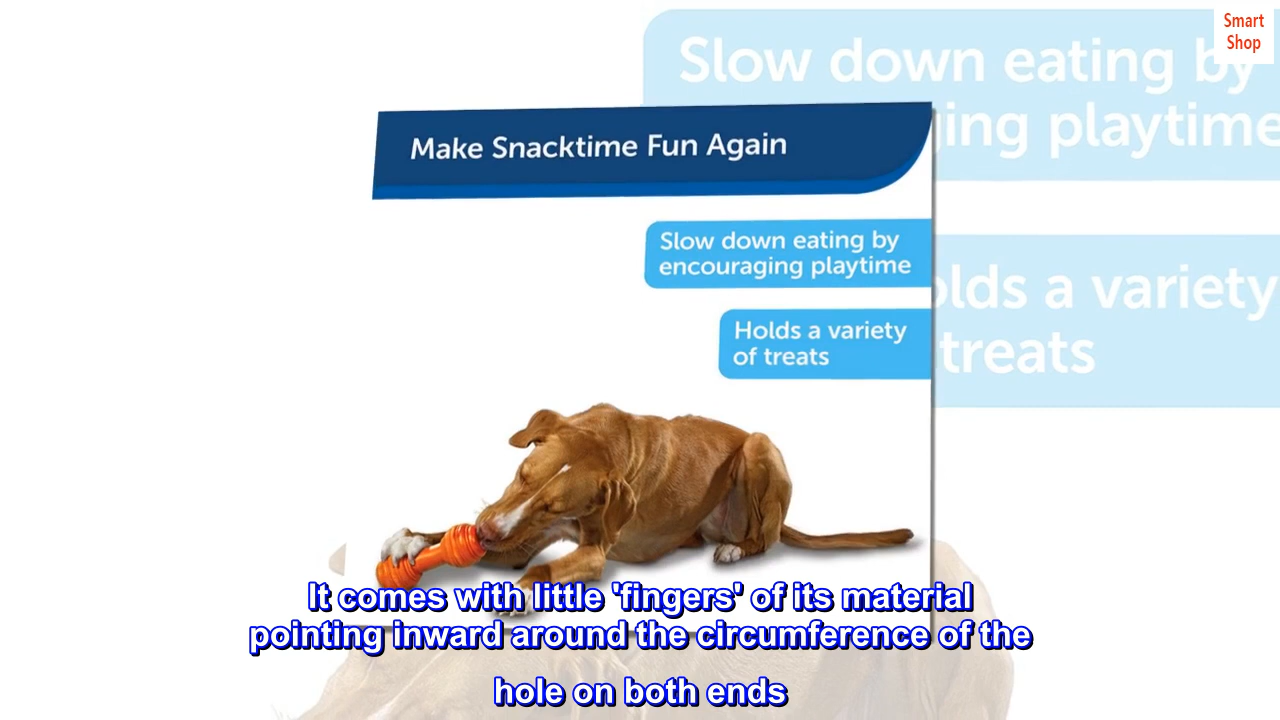 Smart
Shop
Slow down eating by
ing playtime
Make Snacktime Fun Again
Slow down eating by
encouraging playtime
lds a variety
treats
Holds a variety
of treats
It comes with little 'fingers' of its material
pointing inward around the circumference of the
hole on both ends